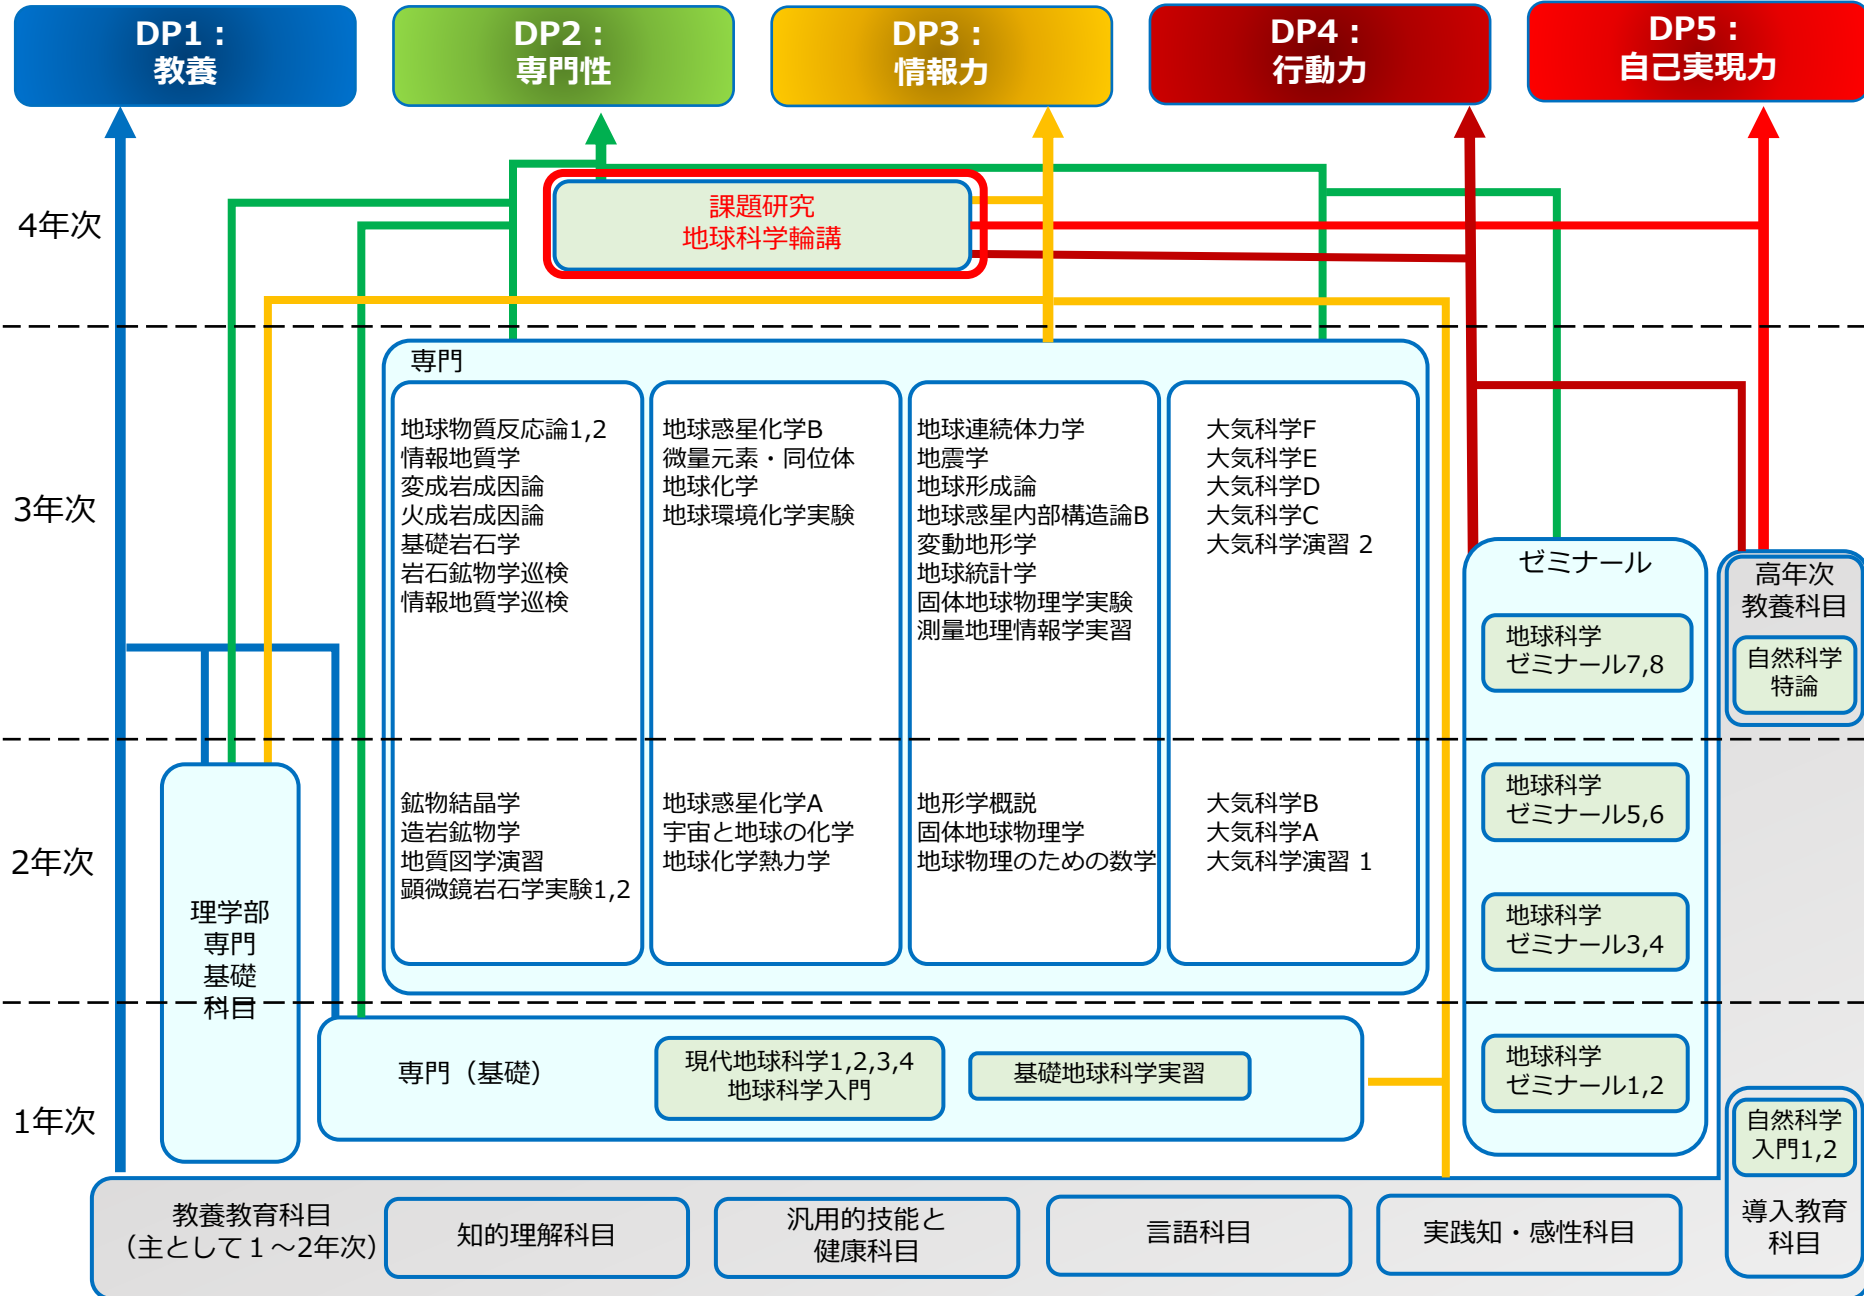 DP1：
教養
DP2：
専門性
DP3：
情報力
DP4：
行動力
DP5：
自己実現力
4年次
課題研究
地球科学輪講
3年次
専門
地球物質反応論1,2
情報地質学
変成岩成因論
火成岩成因論
基礎岩石学
岩石鉱物学巡検
情報地質学巡検
地球惑星化学B
微量元素・同位体
地球化学
地球環境化学実験
地球連続体力学
地震学
地球形成論
地球惑星内部構造論B
変動地形学
地球統計学
固体地球物理学実験
測量地理情報学実習
大気科学F
大気科学E
大気科学D
大気科学C
大気科学演習 2
ゼミナール
地球科学
ゼミナール7,8
高年次
教養科目
自然科学
特論
2年次
理学部
専門
基礎
科目
鉱物結晶学
造岩鉱物学
地質図学演習
顕微鏡岩石学実験1,2
地球惑星化学A
宇宙と地球の化学
地球化学熱力学
地形学概説
固体地球物理学
地球物理のための数学
大気科学B
大気科学A
大気科学演習 1
地球科学
ゼミナール5,6
地球科学
ゼミナール3,4
1年次
専門（基礎）
現代地球科学1,2,3,4
地球科学入門
基礎地球科学実習
地球科学
ゼミナール1,2
自然科学
入門1,2
導入教育
科目
教養教育科目
（主として１～2年次）
知的理解科目
汎用的技能と
健康科目
言語科目
実践知・感性科目